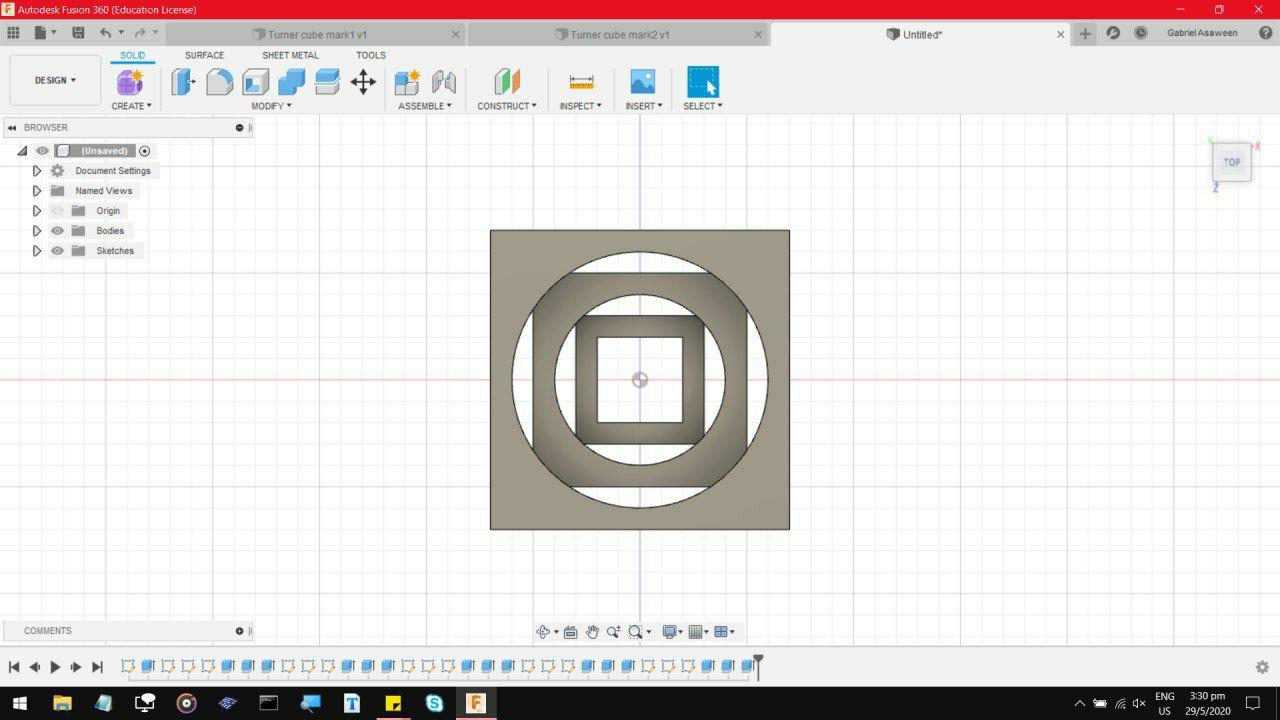 Autodesk Fusion 360 (Education License)
Turner cube mark1 v1
Turner cube mark2 v1
Untitled*
Gabriel Asaween
SOLID SURFACE SHEET METAL TOOLS
DESIGN
CREATE MODIFY ASSEMBLE CONSTRUCT INSPECT INSERT SELECT
BROWSER
(Unsaved)
Document Settings
Named Views
Origin
Bodies
Sketches
Y
X
TOP
Z
COMMENTS
ENG
US
3:30 pm
29/5/2020